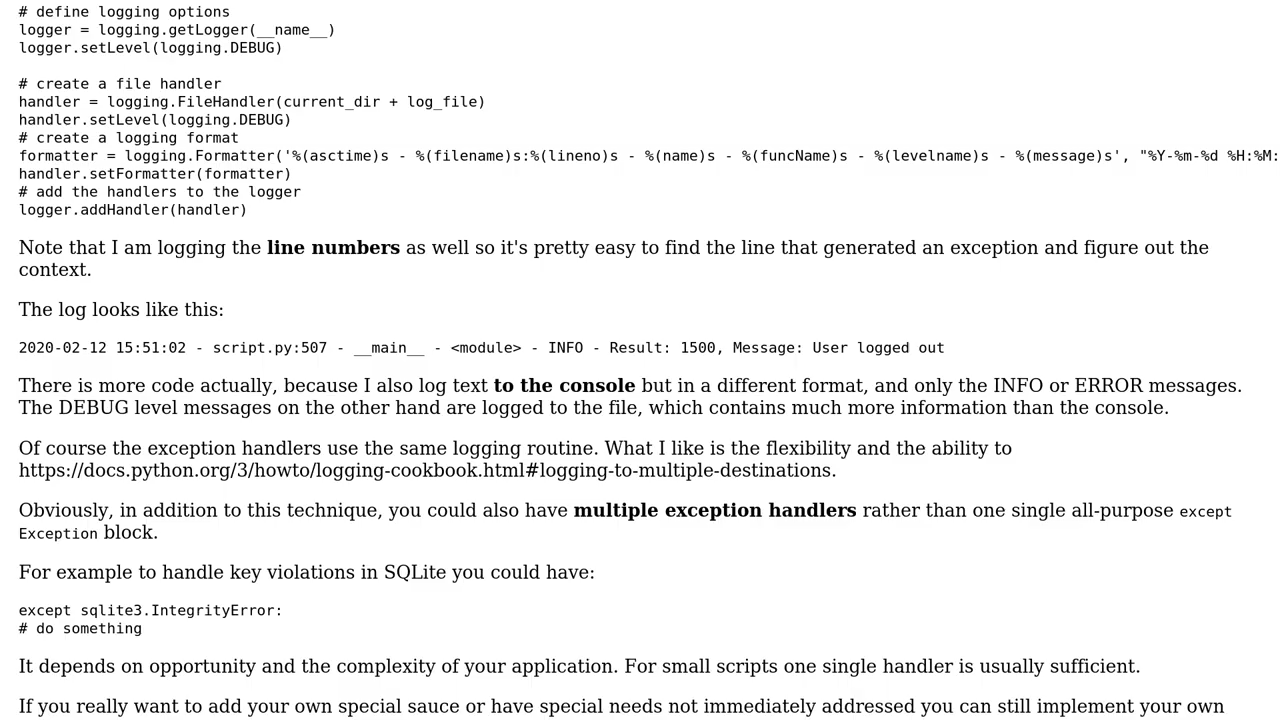 # define logging options
logger = logging.getLogger(__name__)
logger.setLevel(logging.DEBUG)
# create a file handler
handler = logging.FileHandler(current_dir + log_file)
handler.setLevel(logging.DEBUG)
# create a logging format
formatter = logging.Formatter('%(asctime)s - %(filename)s:%(lineno)s - %(name)s - %(funcName)s - %(levelname)s - %(message)s', "%Y-%m-%d %H:%M:
handler.setFormatter(formatter)
# add the handlers to the logger
logger.addHandler(handler)
Note that I am logging the line numbers as well so it's pretty easy to find the line that generated an exception and figure out the
context.
The log looks like this:
2020-02-12 15:51:02 - script.py:507 - __main__ - <module> - INFO - Result: 1500, Message: User logged out
There is more code actually, because I also log text to the console but in a different format, and only the INFO or ERROR messages.
The DEBUG level messages on the other hand are logged to the file, which contains much more information than the console.
Of course the exception handlers use the same logging routine. What I like is the flexibility and the ability to
https://docs.python.org/3/howto/logging-cookbook.html#logging-to-multiple-destinations.
Obviously, in addition to this technique, you could also have multiple exception handlers rather than one single all-purpose except
Exception block.
For example to handle key violations in SQLite you could have:
except sqlite3.IntegrityError:
# do something
It depends on opportunity and the complexity of your application. For small scripts one single handler is usually sufficient.
If you really want to add your own special sauce or have special needs not immediately addressed you can still implement your own